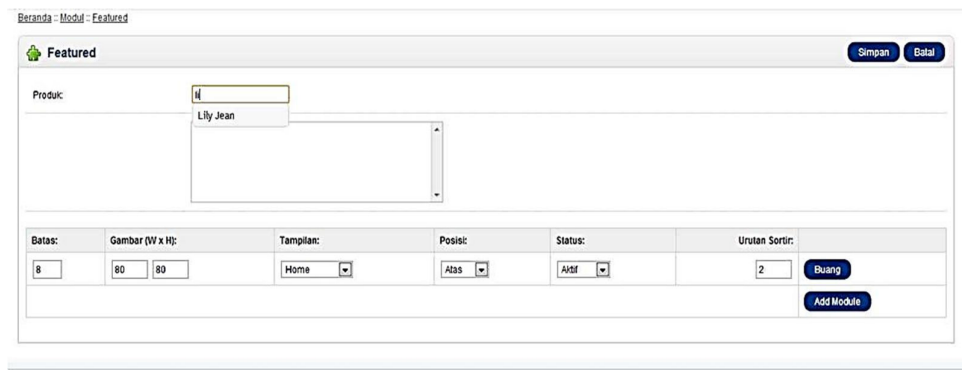 Beranda :: Modul :: Featured
Featured
Simpan Batal
Produk:
li
Lily Jean
Batas: Gambar (W x H): Tampilan: Posisi: Status: Urutan Sortir:
8 80 80 Home Atas Aktif 2 Buang
Add Module